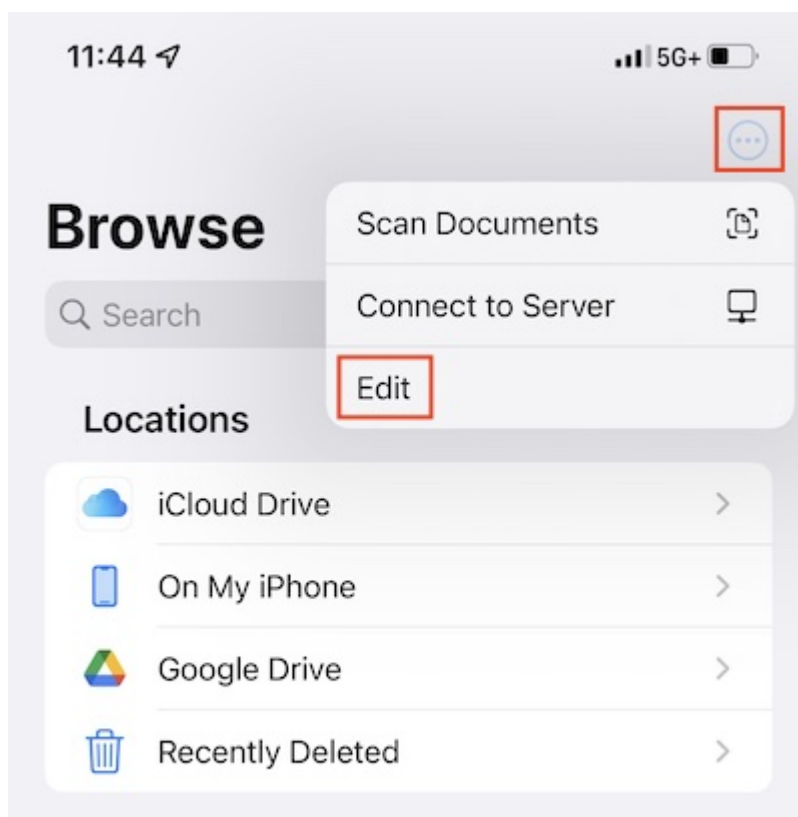 11:44
5G+
Browse
Scan Documents
Search
Connect to Server
Edit
Locations
iCloud Drive
On My iPhone
Google Drive
Recently Deleted